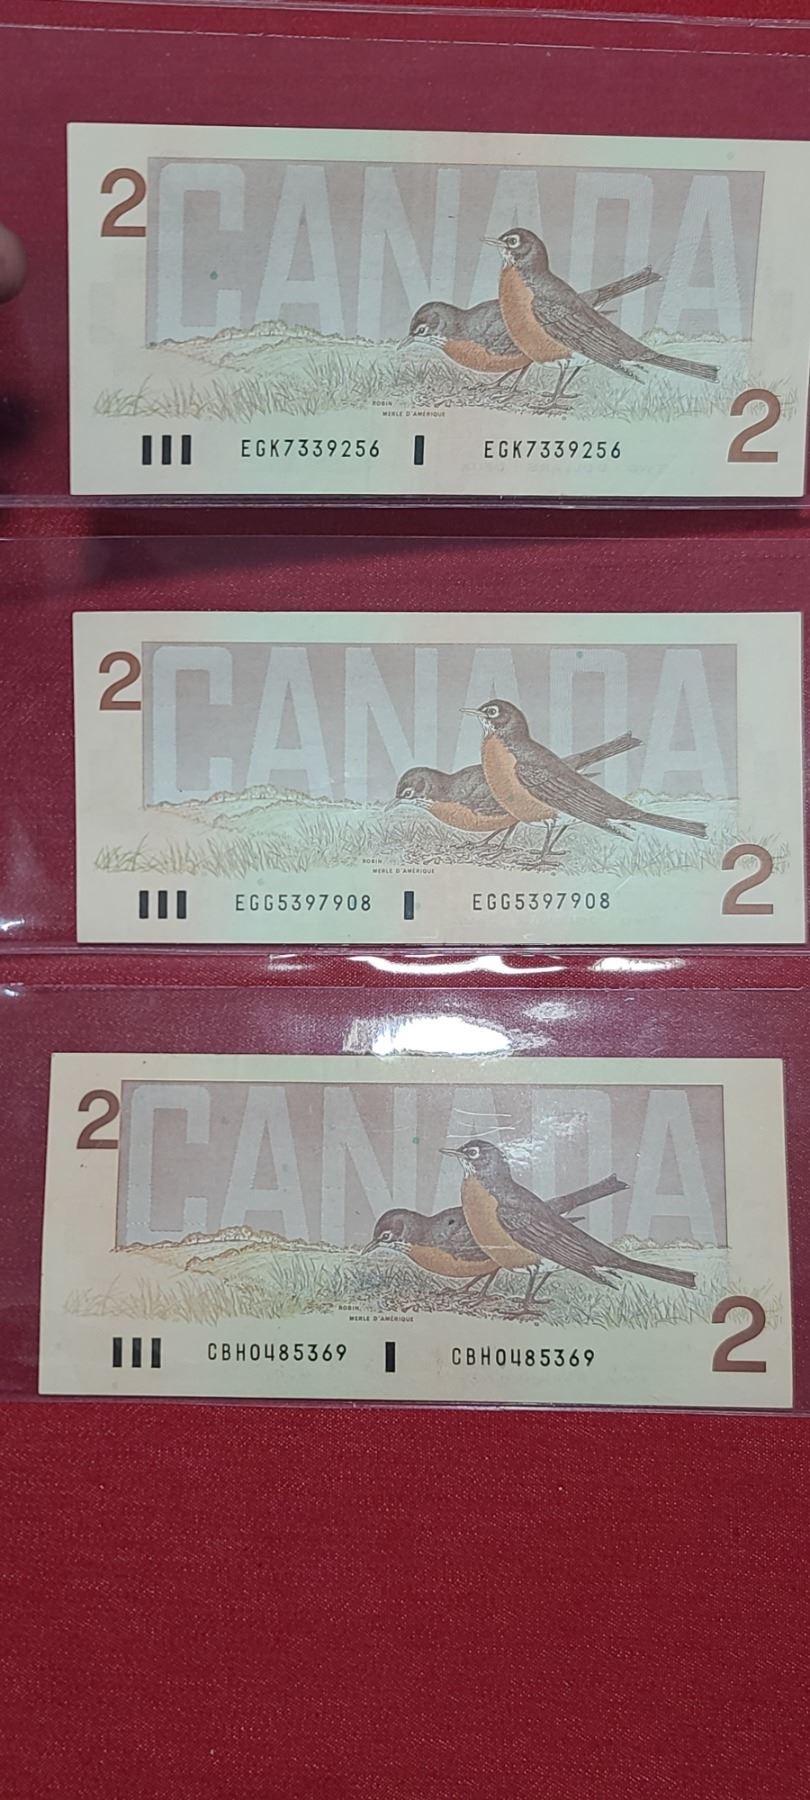 2 CANADA
ROBIN
MERLE D'AMÉRIQUE
EGK7339256 EGK7339256 2
2 CANADA
ROBIN
MERLE D'AMÉRIQUE
EGG5397908 EGG5397908 2
2 CANADA
ROBIN
MERLE D'AMÉRIQUE
CBH0485369 CBH0485369 2